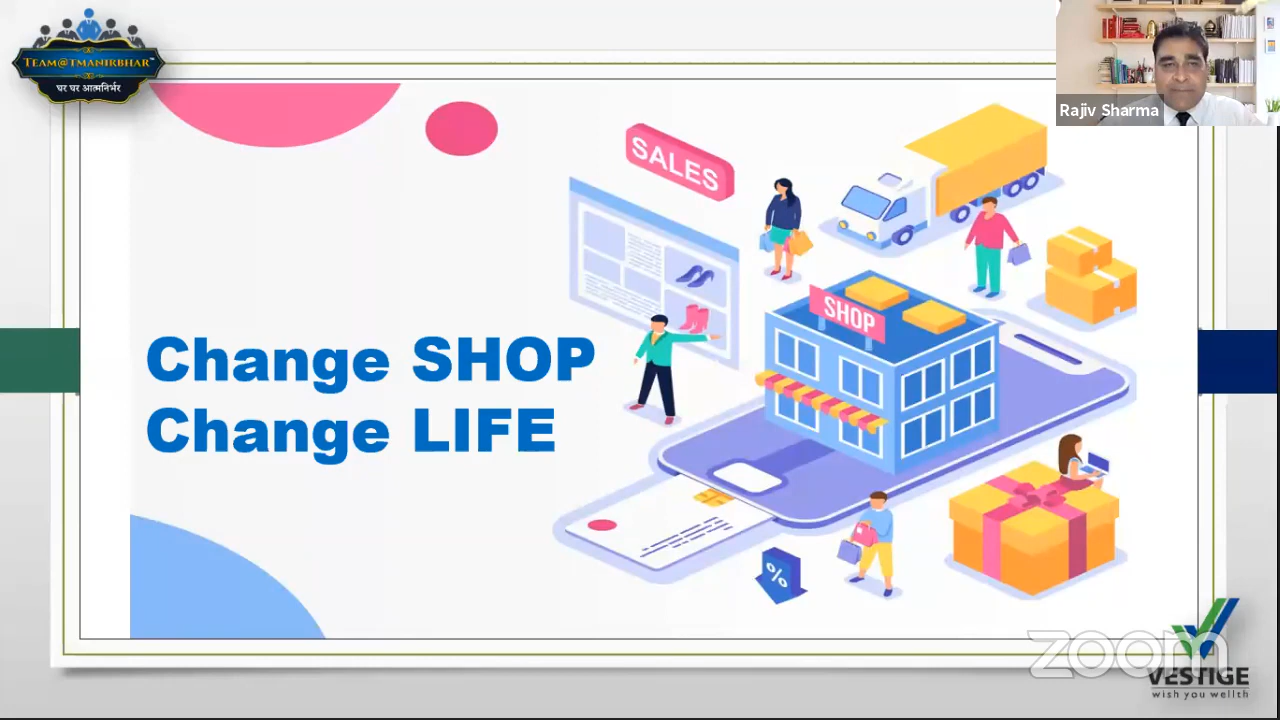 TEAM@TMANIRBHAR™
घर घर आत्मनिर्भर
Rajiv Sharma
SALES
SHOP
Change SHOP
Change LIFE
%
zoom
VESTIGE
wish you wellth